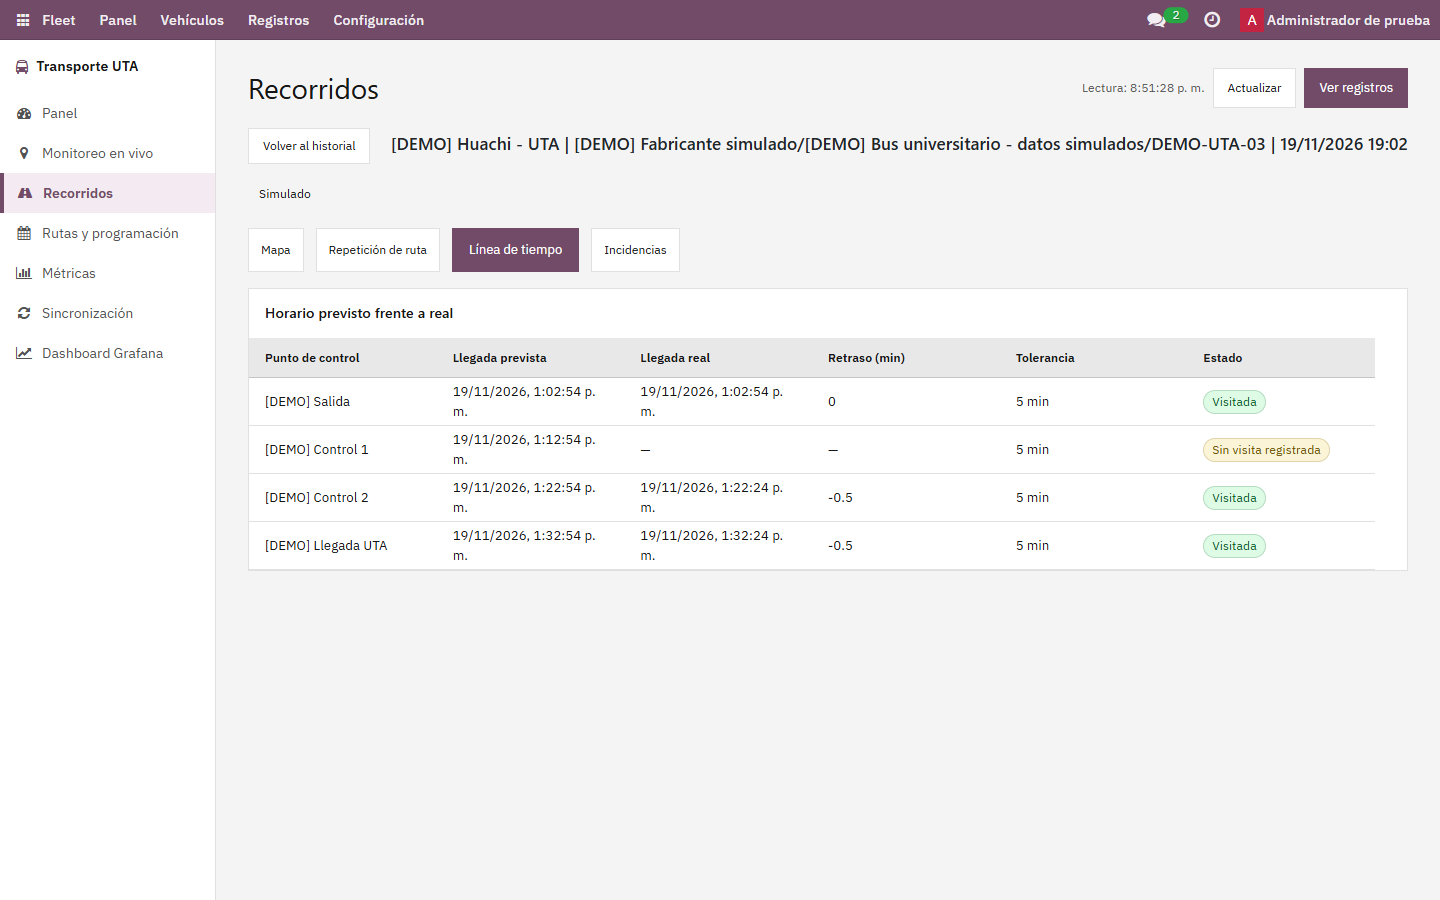 Fleet Panel Vehículos Registros Configuración 2 A Administrador de prueba
Transporte UTA
Panel
Monitoreo en vivo
Recorridos
Rutas y programación
Métricas
Sincronización
Dashboard Grafana
Recorridos
Lectura: 8:51:28 p. m. Actualizar Ver registros
Volver al historial [DEMO] Huachi - UTA | [DEMO] Fabricante simulado/[DEMO] Bus universitario - datos simulados/DEMO-UTA-03 | 19/11/2026 19:02
Simulado
Mapa Repetición de ruta Línea de tiempo Incidencias
Horario previsto frente a real
Punto de control Llegada prevista Llegada real Retraso (min) Tolerancia Estado
[DEMO] Salida 19/11/2026, 1:02:54 p. m. 19/11/2026, 1:02:54 p. m. 0 5 min Visitada
[DEMO] Control 1 19/11/2026, 1:12:54 p. m. — — 5 min Sin visita registrada
[DEMO] Control 2 19/11/2026, 1:22:54 p. m. 19/11/2026, 1:22:24 p. m. -0.5 5 min Visitada
[DEMO] Llegada UTA 19/11/2026, 1:32:54 p. m. 19/11/2026, 1:32:24 p. m. -0.5 5 min Visitada